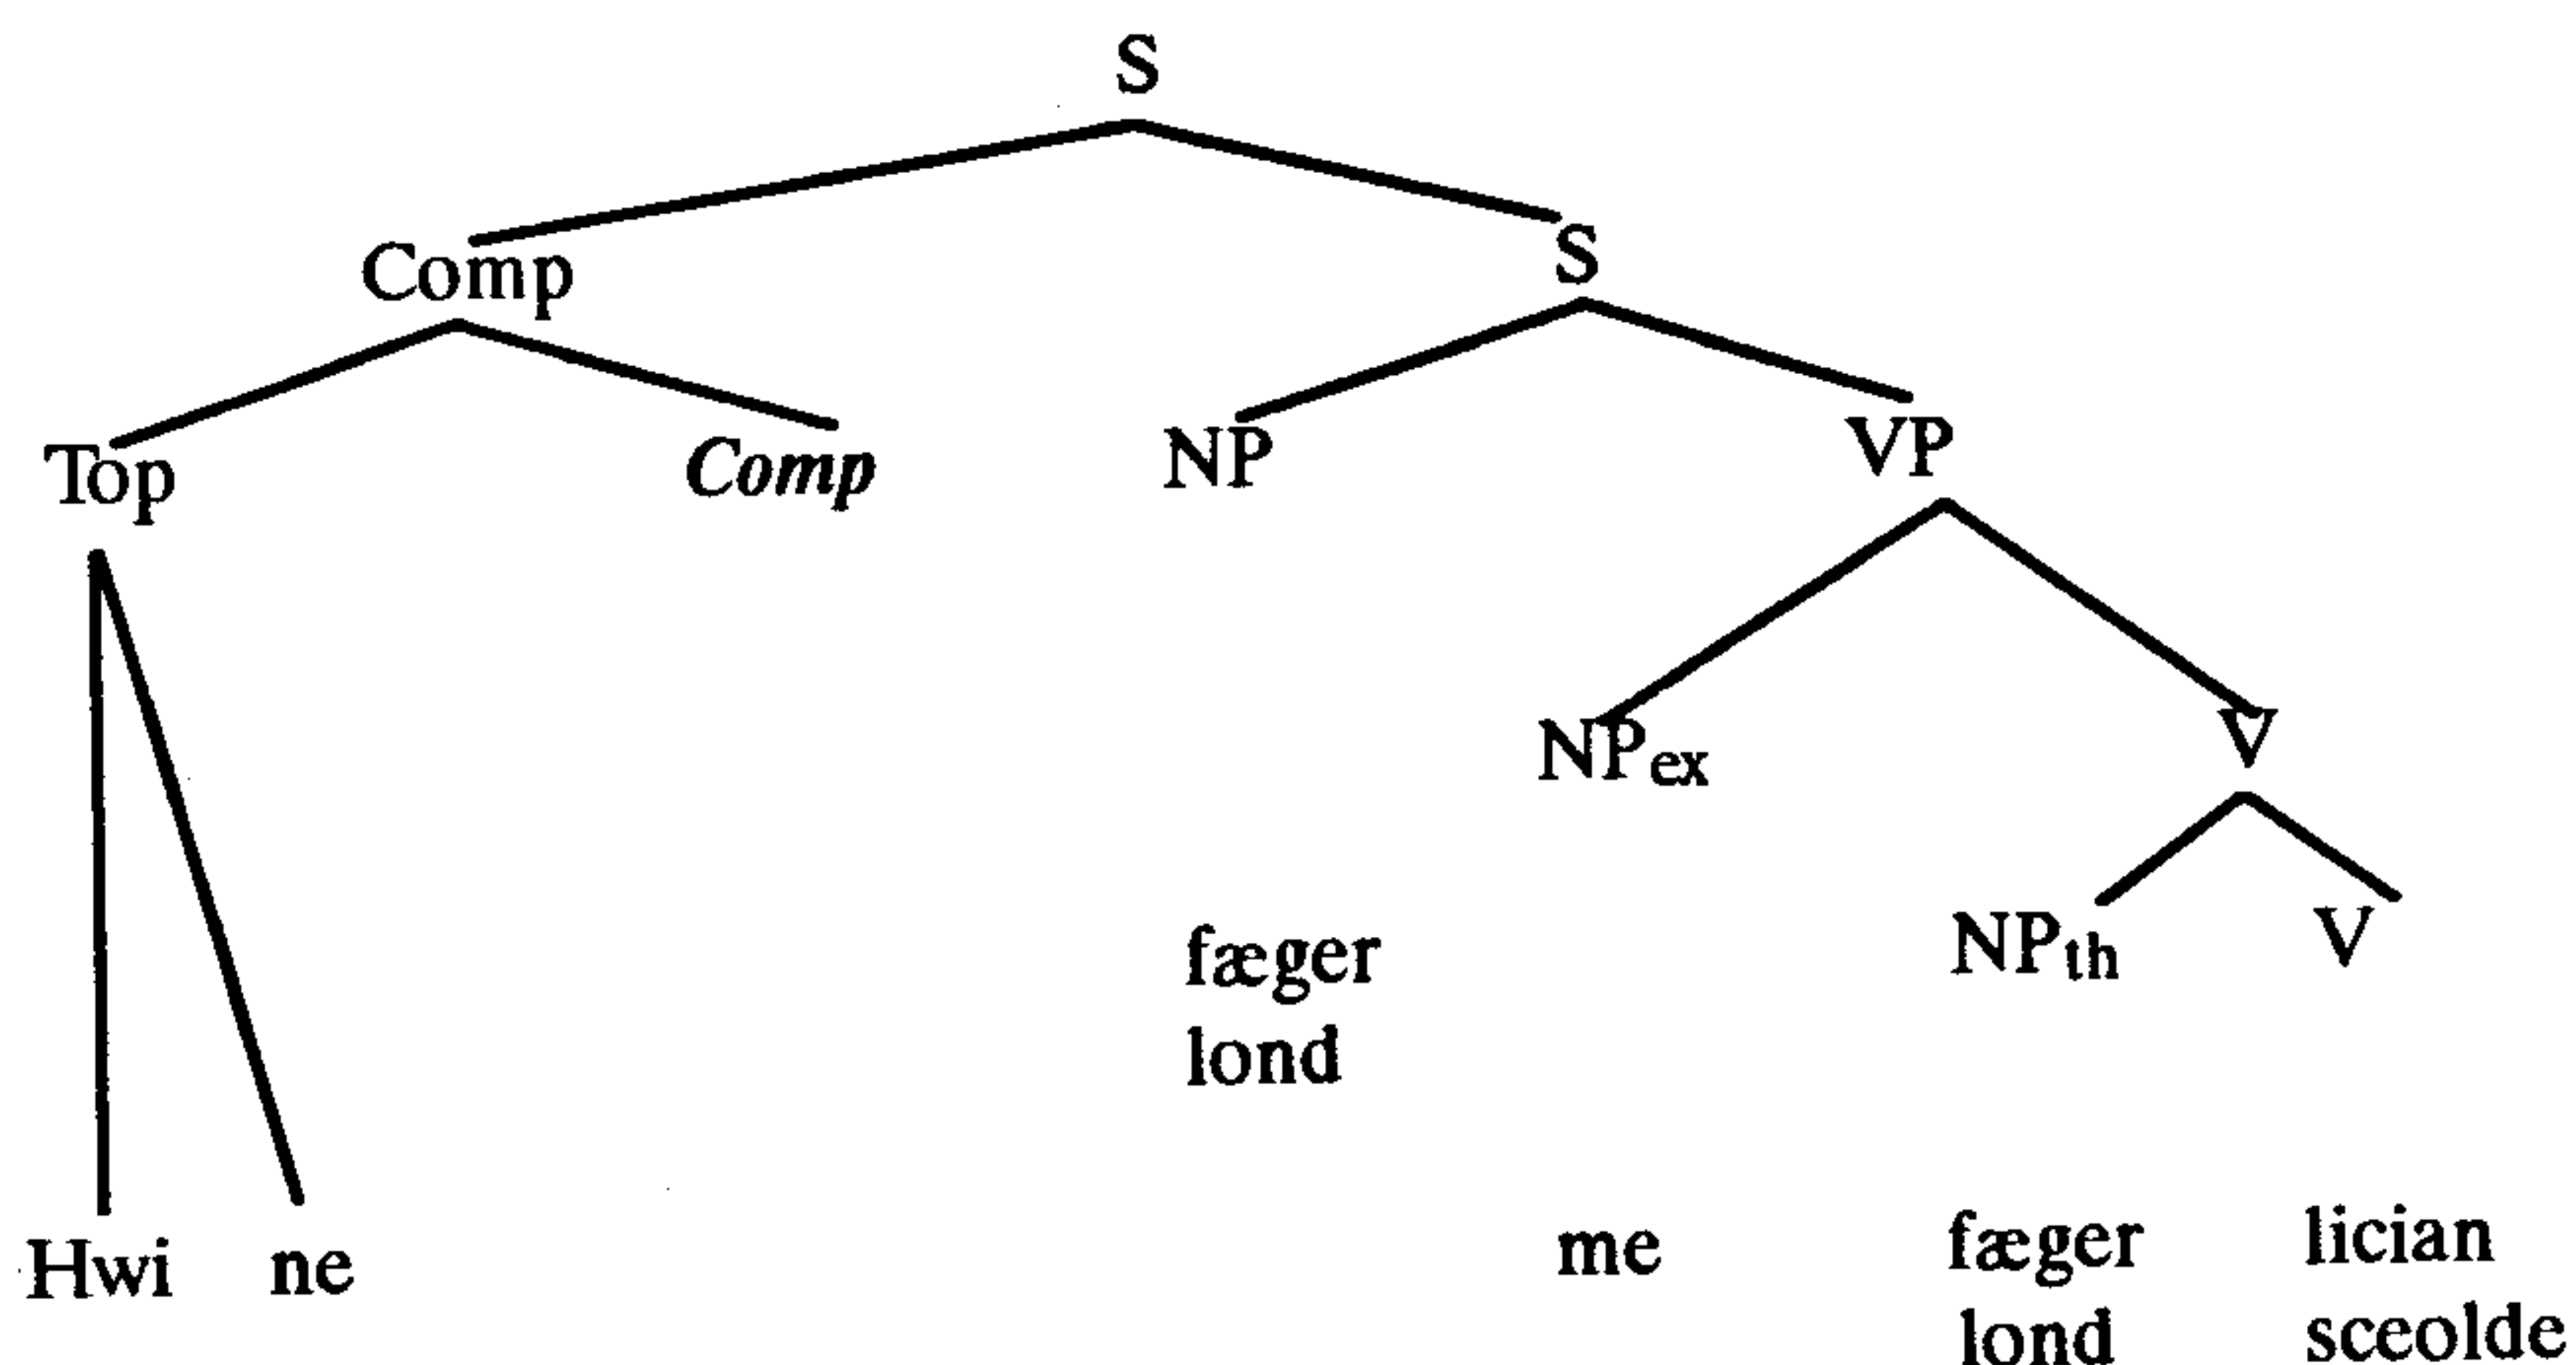 S
Comp S
Top Comp NP VP
NPex V
fæger NPth V
lond
Hwi ne me fæger lician
lond sceolde